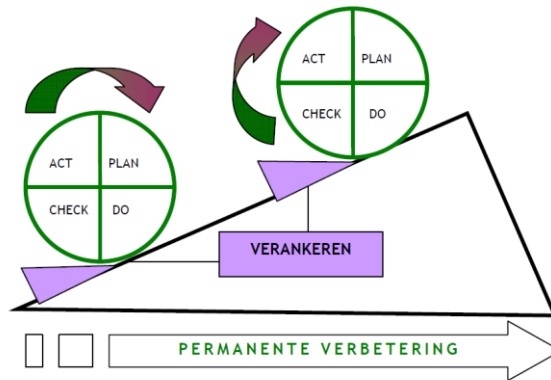 ACT PLAN
CHECK DO
ACT PLAN
CHECK DO
VERANKEREN
PERMANENTE VERBETERING